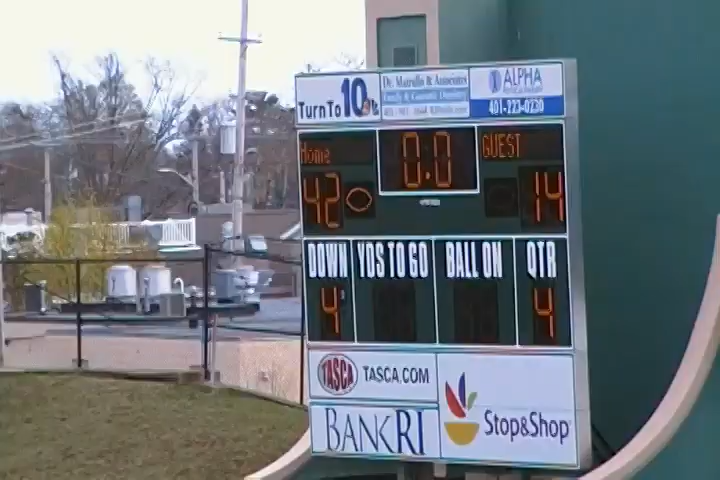 TurnTo 10
Dr. Matrullo & Associates
Family & Cosmetic Dentistry
ALPHA
401-223-0230
Home
0.0
GUEST
42
14
DOWN
YDS TO GO
BALL ON
QTR
4
4
TASCA
TASCA.COM
BANKRI
Stop&Shop